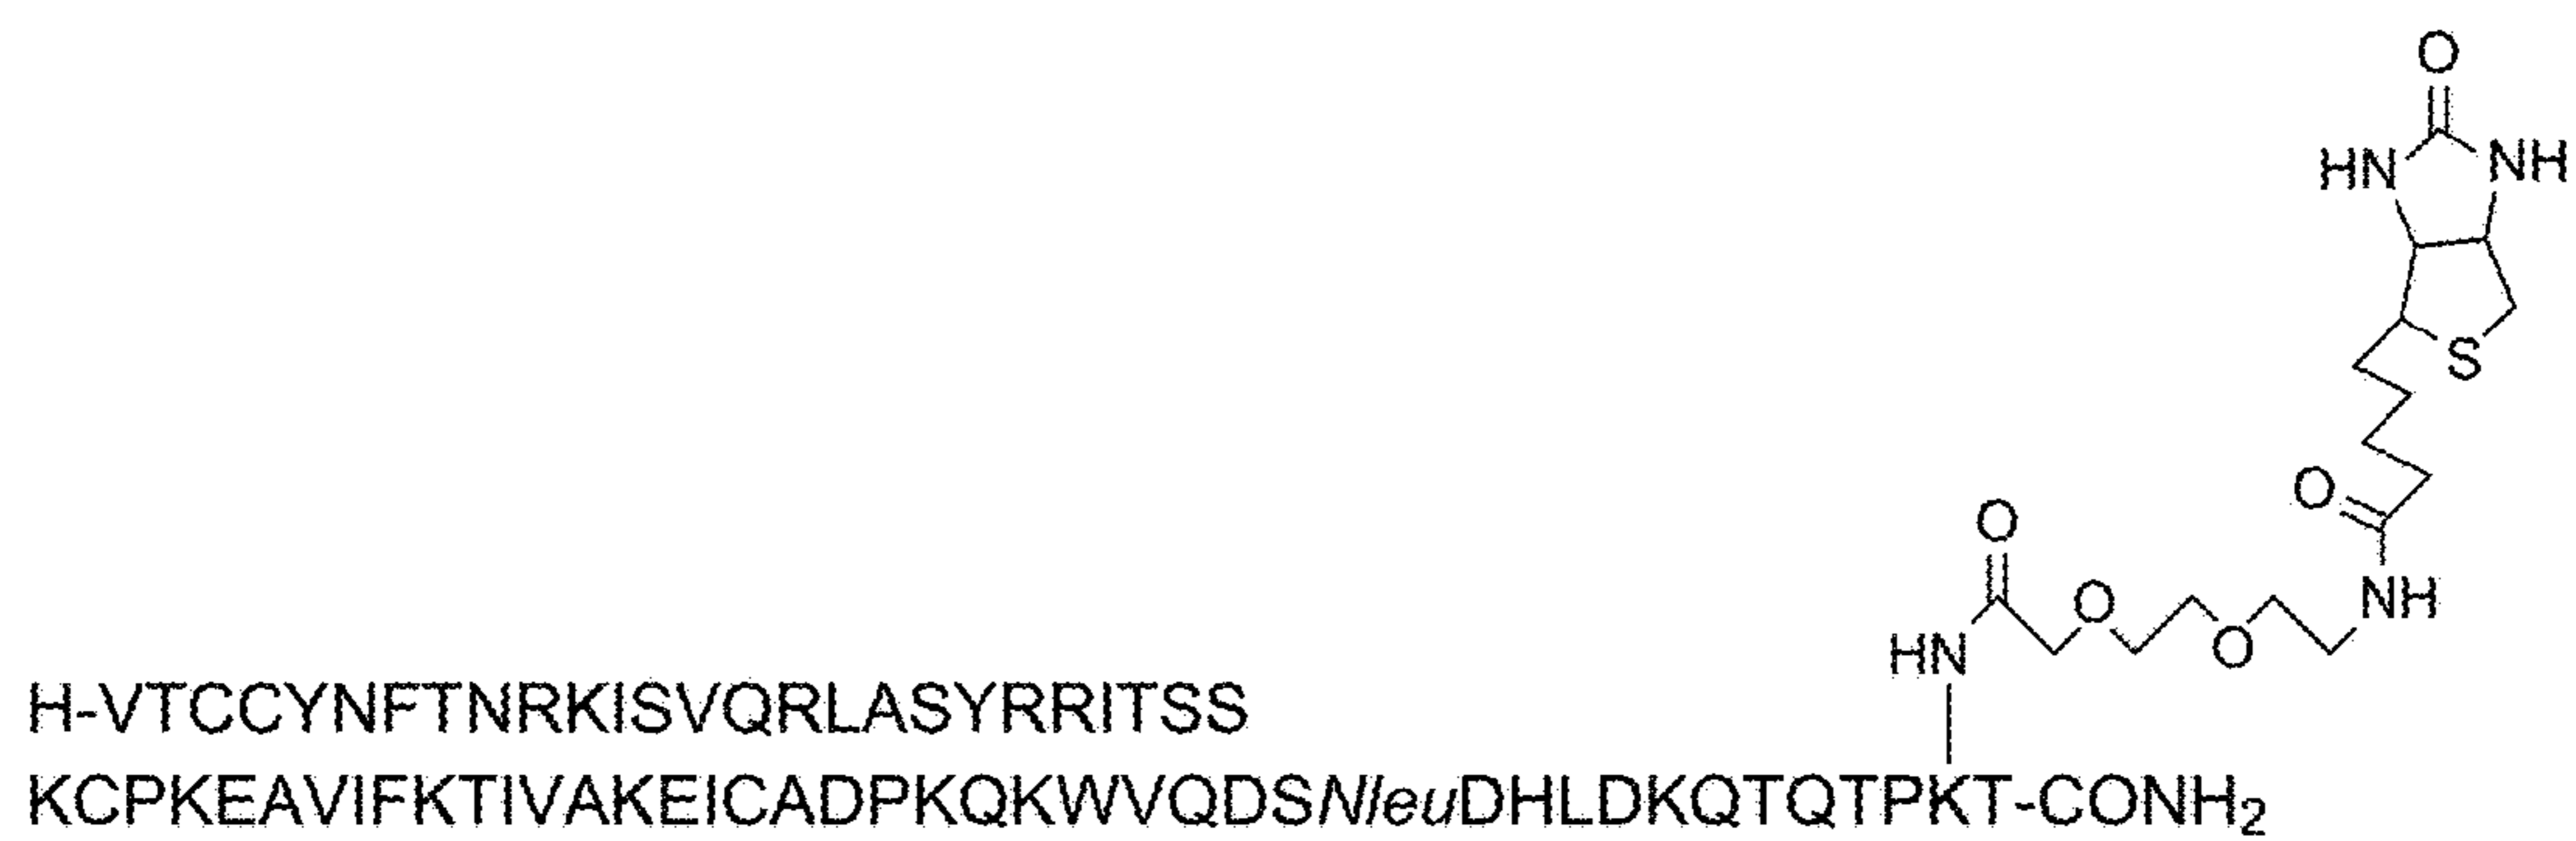 O
HN NH
S
O
O
O NH
HN O
H-VTCCYNFTNRKISVQRLASYRRITSS
KCPKEAVIFKTIVAKEICADPKQKWVQDSNleuDHLDKQTQTPKT-CONH₂